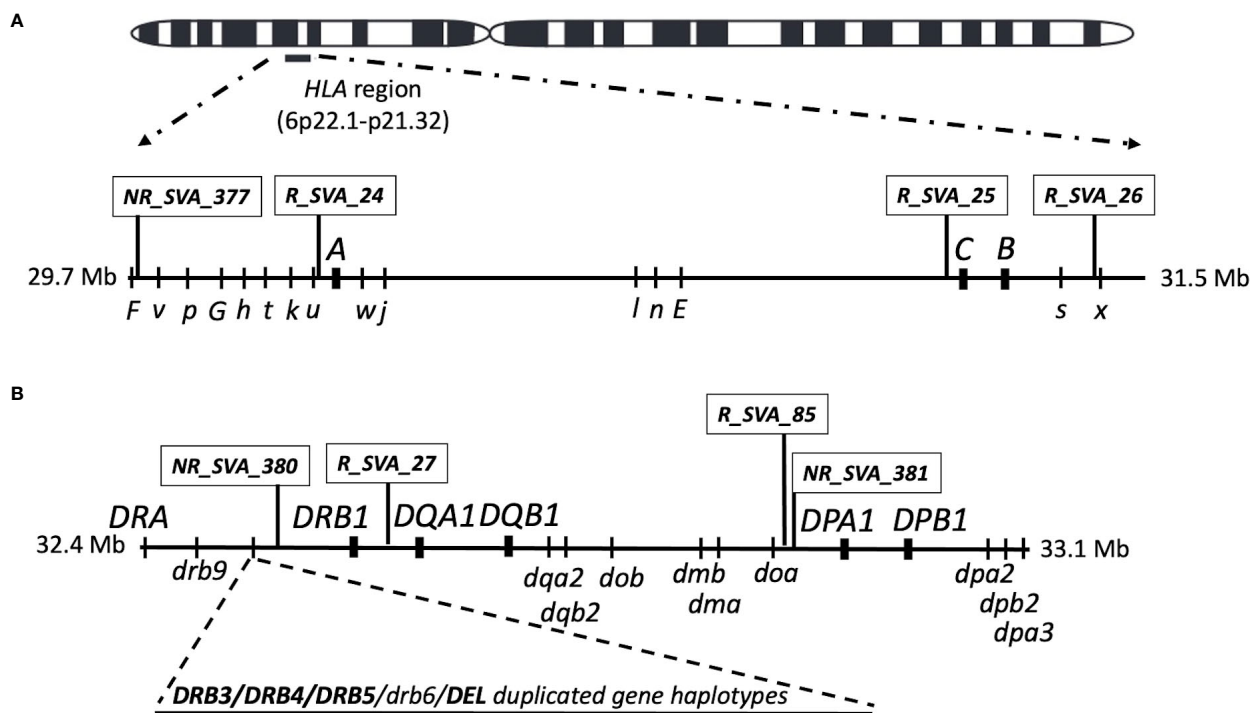 A
HLA region
(6p22.1-p21.32)
NR_SVA_377 R_SVA_24 R_SVA_25 R_SVA_26
A C B
29.7 Mb 31.5 Mb
F v p G h t k u w j l n E s x
B
R_SVA_85
NR_SVA_380 R_SVA_27 NR_SVA_381
DRA DRB1 DQA1 DQB1 DPA1 DPB1
32.4 Mb 33.1 Mb
drb9 dqa2 dob dmb doa dpa2
dqb2 dma dpb2
dpa3
DRB3/DRB4/DRB5/drb6/DEL duplicated gene haplotypes